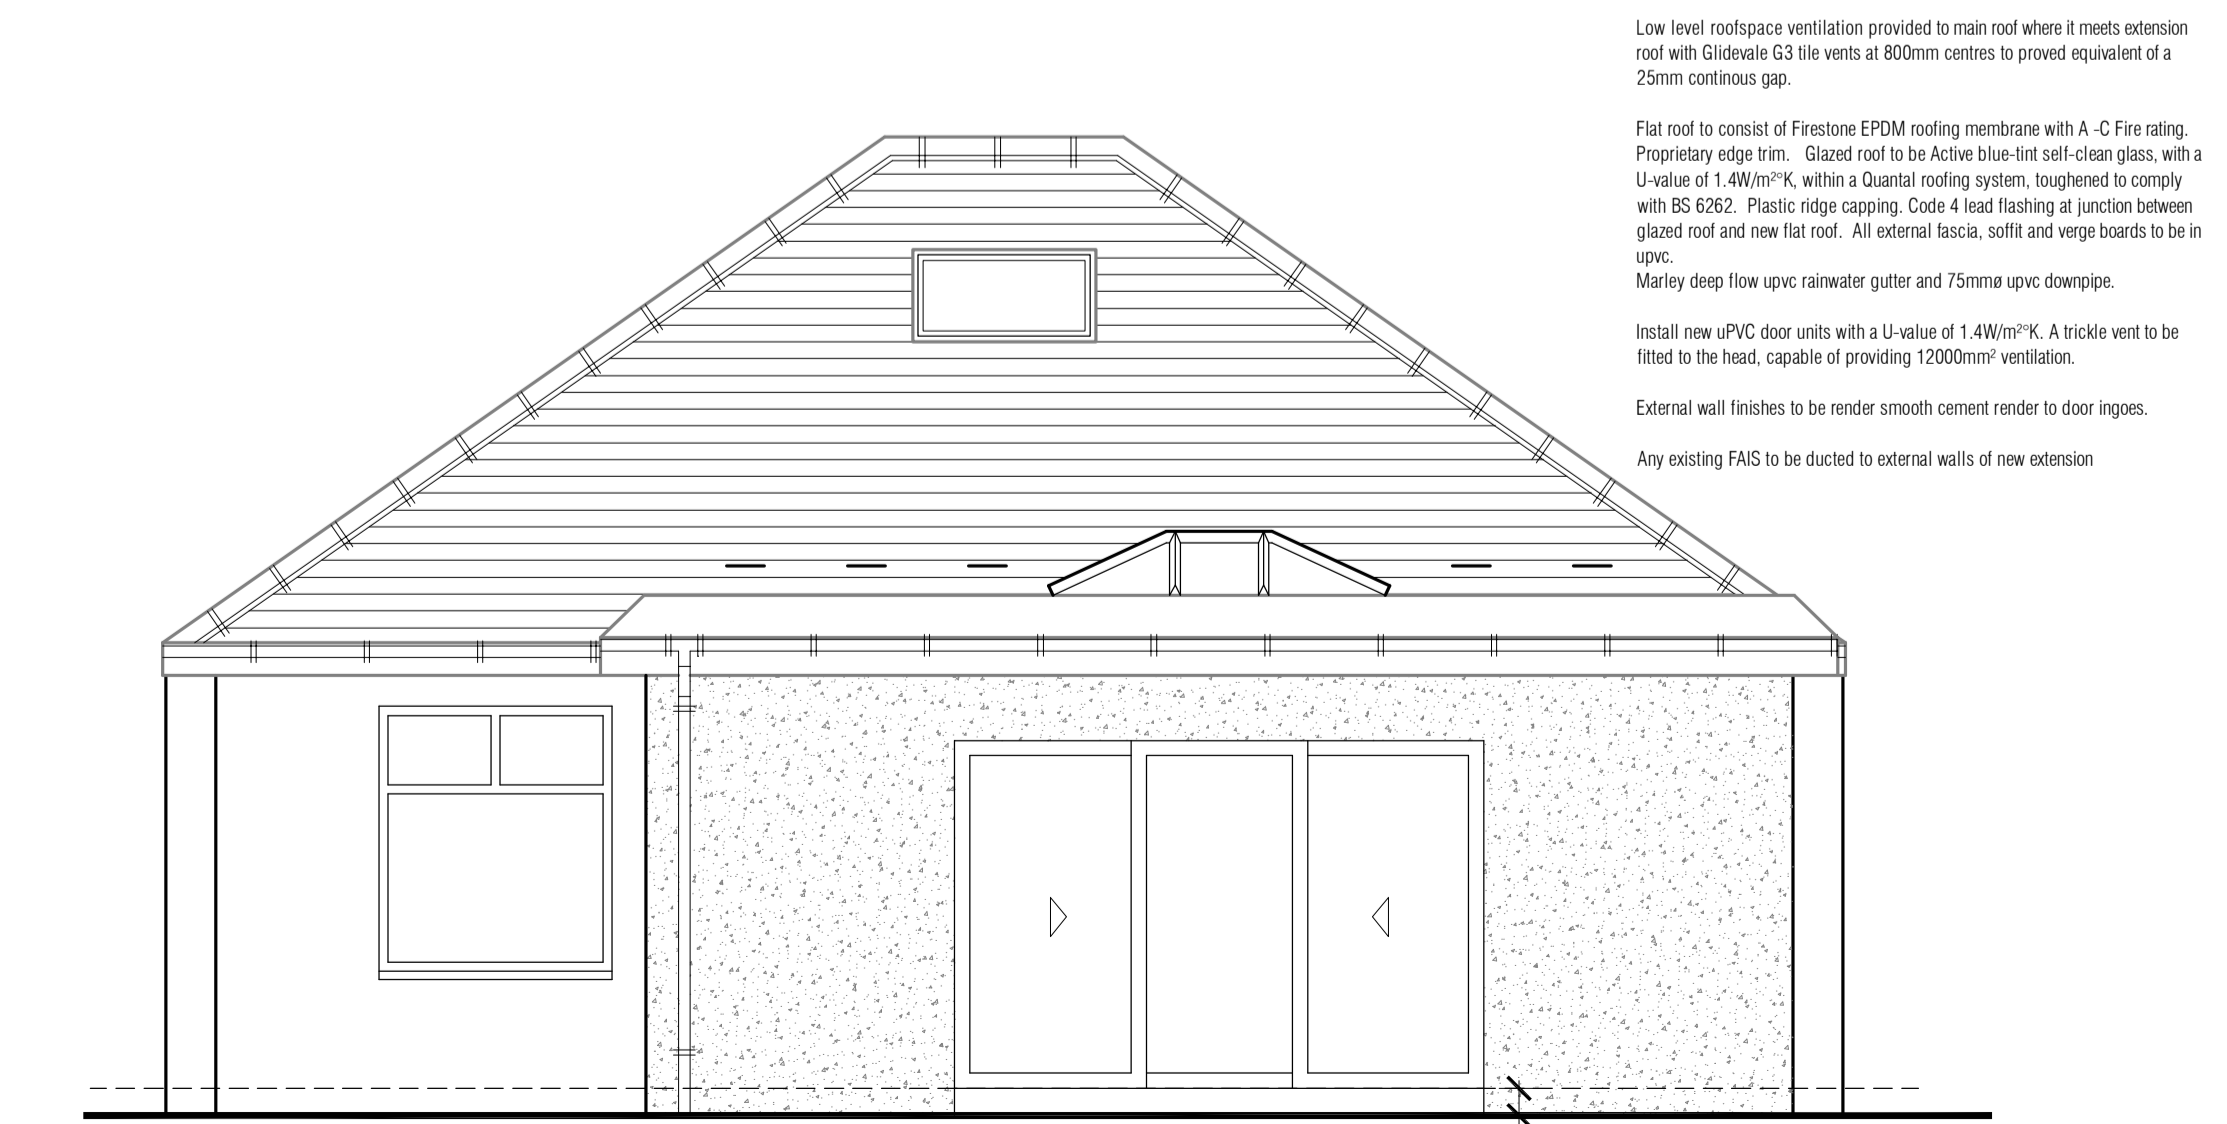 Low level roofspace ventilation provided to main roof where it meets extension
roof with Glidevale G3 tile vents at 800mm centres to proved equivalent of a
25mm continous gap.
Flat roof to consist of Firestone EPDM roofing membrane with A -C Fire rating.
Proprietary edge trim. Glazed roof to be Active blue-tint self-clean glass, with a
U-value of 1.4W/m²°K, within a Quantal roofing system, toughened to comply
with BS 6262. Plastic ridge capping. Code 4 lead flashing at junction between
glazed roof and new flat roof. All external fascia, soffit and verge boards to be in
upvc.
Marley deep flow upvc rainwater gutter and 75mmø upvc downpipe.
Install new uPVC door units with a U-value of 1.4W/m²°K. A trickle vent to be
fitted to the head, capable of providing 12000mm² ventilation.
External wall finishes to be render smooth cement render to door ingoes.
Any existing FAIS to be ducted to external walls of new extension